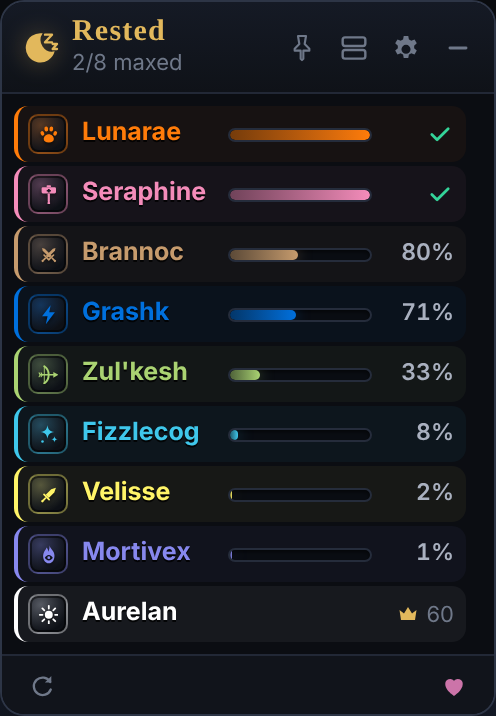 Rested
2/8 maxed
Lunarae
Seraphine
Brannoc 80%
Grashk 71%
Zul'kesh 33%
Fizzlecog 8%
Velisse 2%
Mortivex 1%
Aurelan 60